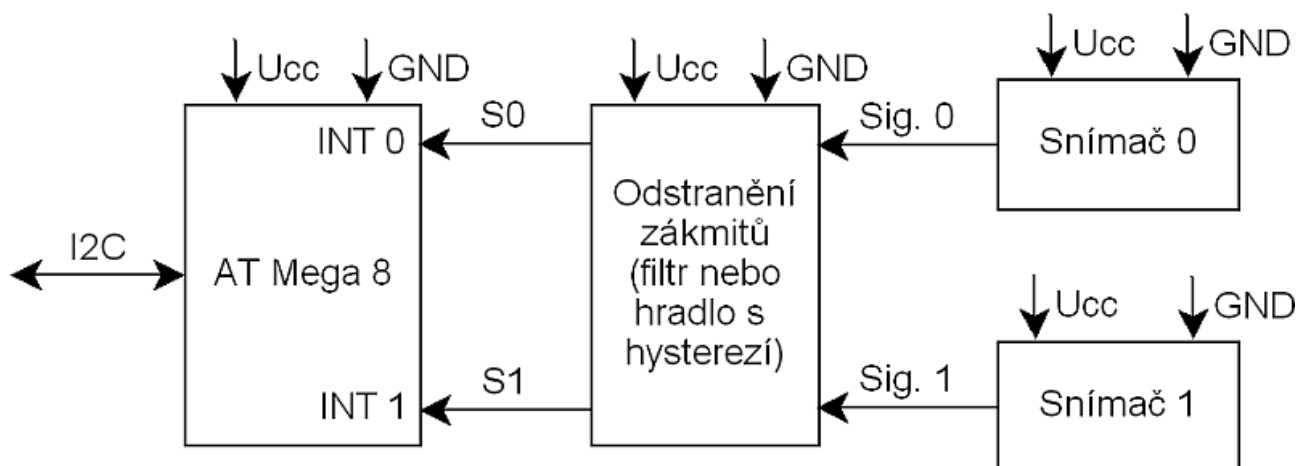 Ucc
GND
Ucc
GND
Ucc
GND
INT 0
S0
Sig. 0
Snímač 0
Odstranění
zákmitů
(filtr nebo
hradlo s
hysterezí)
I2C
AT Mega 8
Ucc
GND
INT 1
S1
Sig. 1
Snímač 1